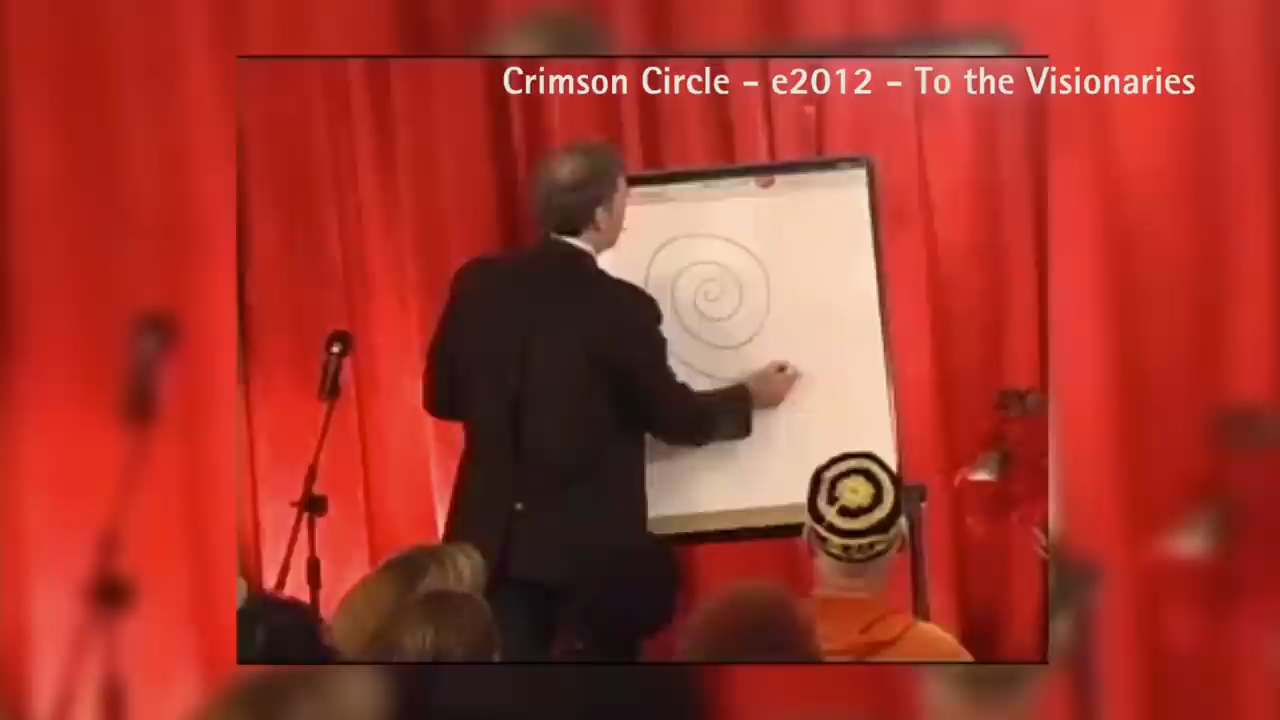 Crimson Circle – e2012 – To the Visionaries